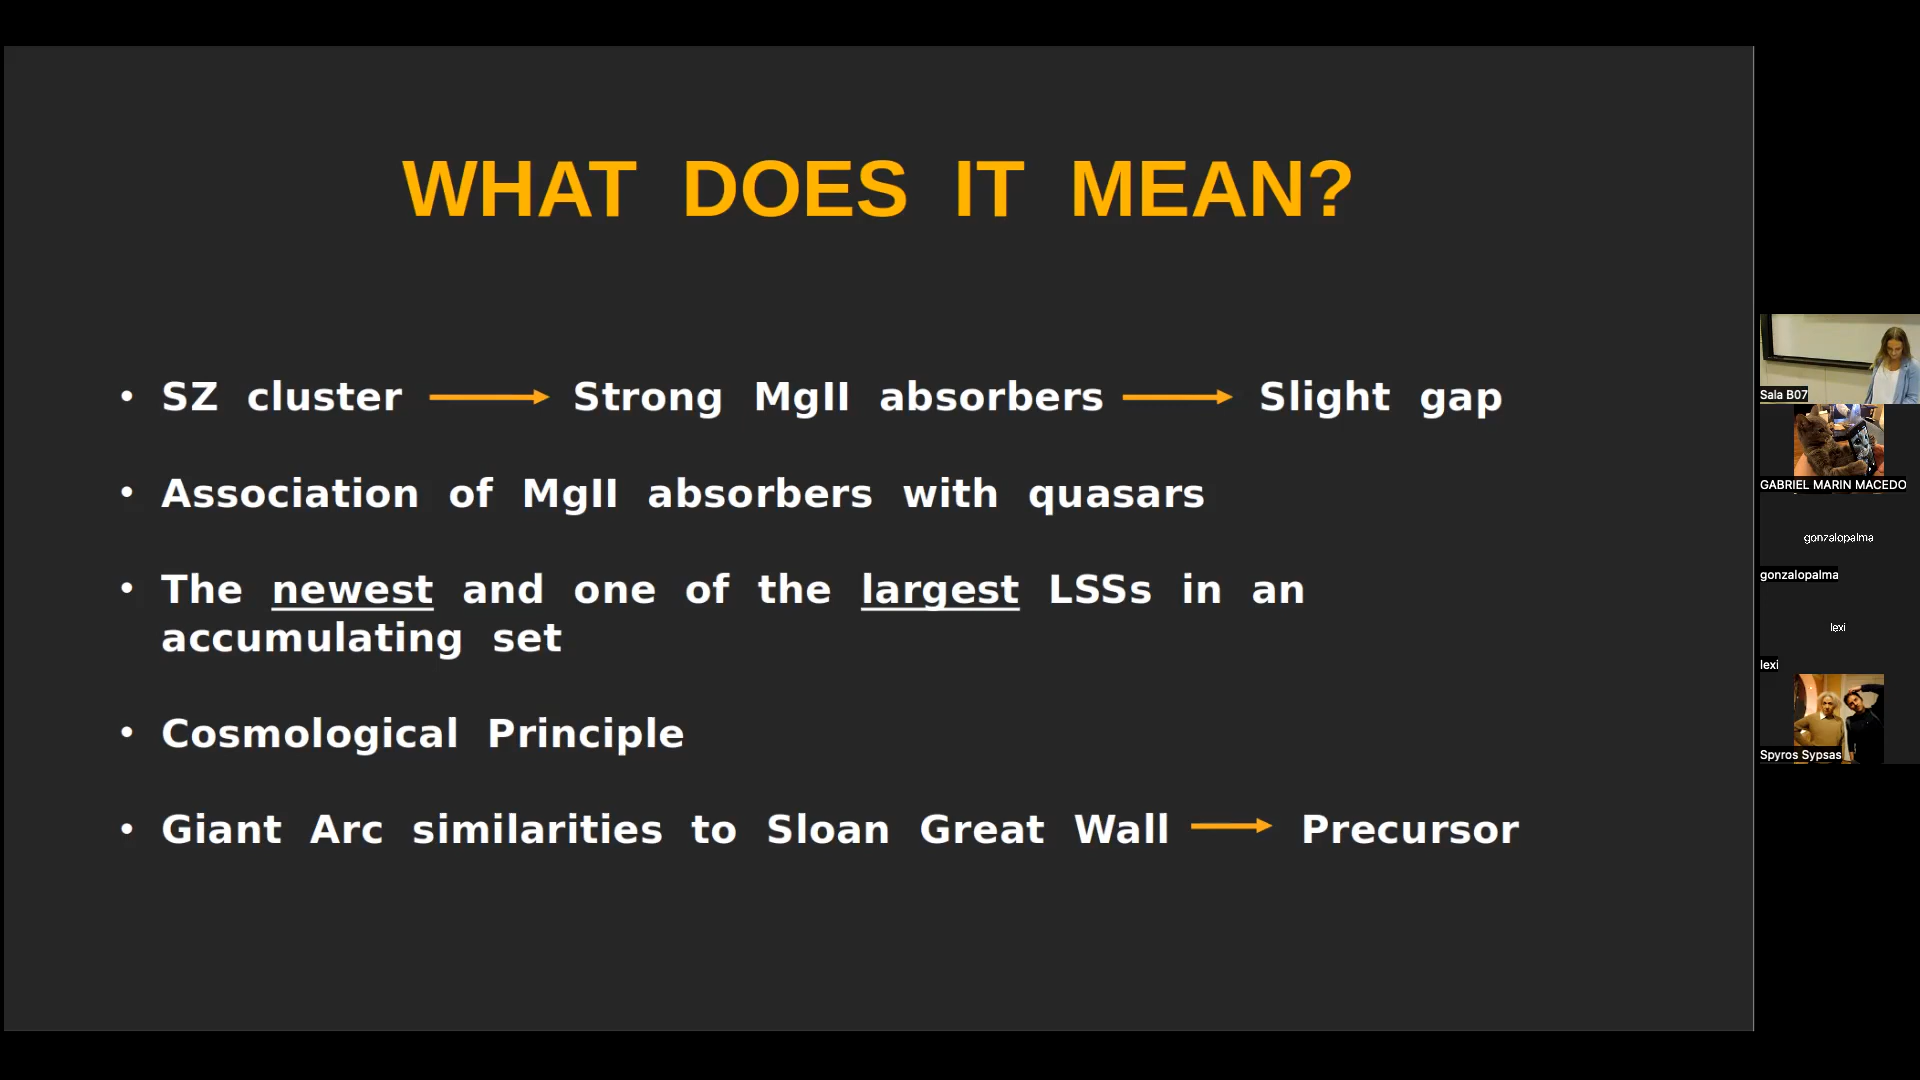 WHAT DOES IT MEAN?
• SZ cluster → Strong MgII absorbers → Slight gap
• Association of MgII absorbers with quasars
• The newest and one of the largest LSSs in an
accumulating set
• Cosmological Principle
• Giant Arc similarities to Sloan Great Wall → Precursor
Sala B07
GABRIEL MARIN MACEDO
gonzalopalma
gonzalopalma
lexi
lexi
Spyros Sypsas